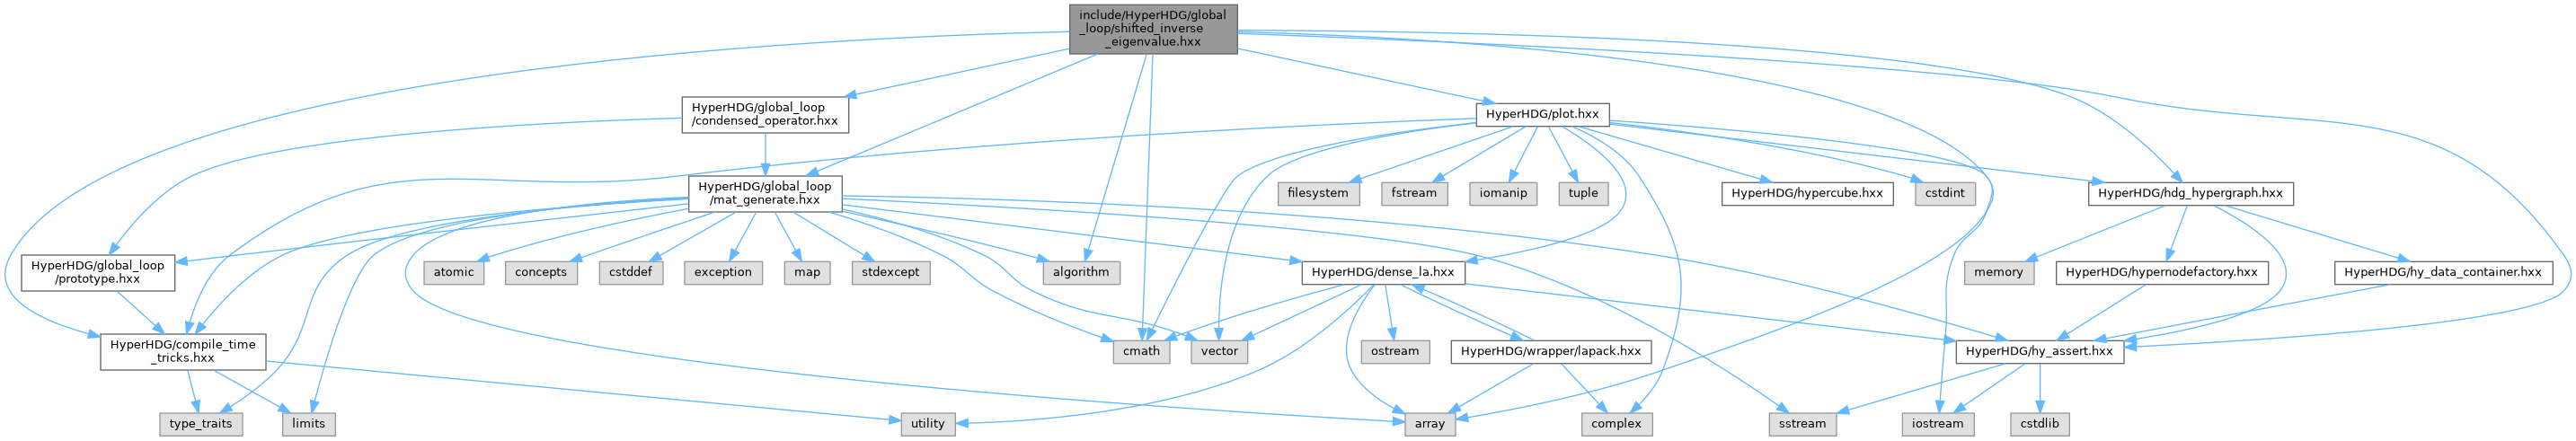 include/HyperHDG/global
_loop/shifted_inverse
_eigenvalue.hxx
HyperHDG/global_loop
/condensed_operator.hxx
HyperHDG/plot.hxx
HyperHDG/global_loop
/mat_generate.hxx
filesystem
fstream
iomanip
tuple
HyperHDG/hypercube.hxx
cstdint
HyperHDG/hdg_hypergraph.hxx
HyperHDG/global_loop
/prototype.hxx
atomic
concepts
cstddef
exception
map
stdexcept
algorithm
HyperHDG/dense_la.hxx
memory
HyperHDG/hypernodefactory.hxx
HyperHDG/hy_data_container.hxx
HyperHDG/compile_time
_tricks.hxx
cmath
vector
ostream
HyperHDG/wrapper/lapack.hxx
HyperHDG/hy_assert.hxx
type_traits
limits
utility
array
complex
sstream
iostream
cstdlib